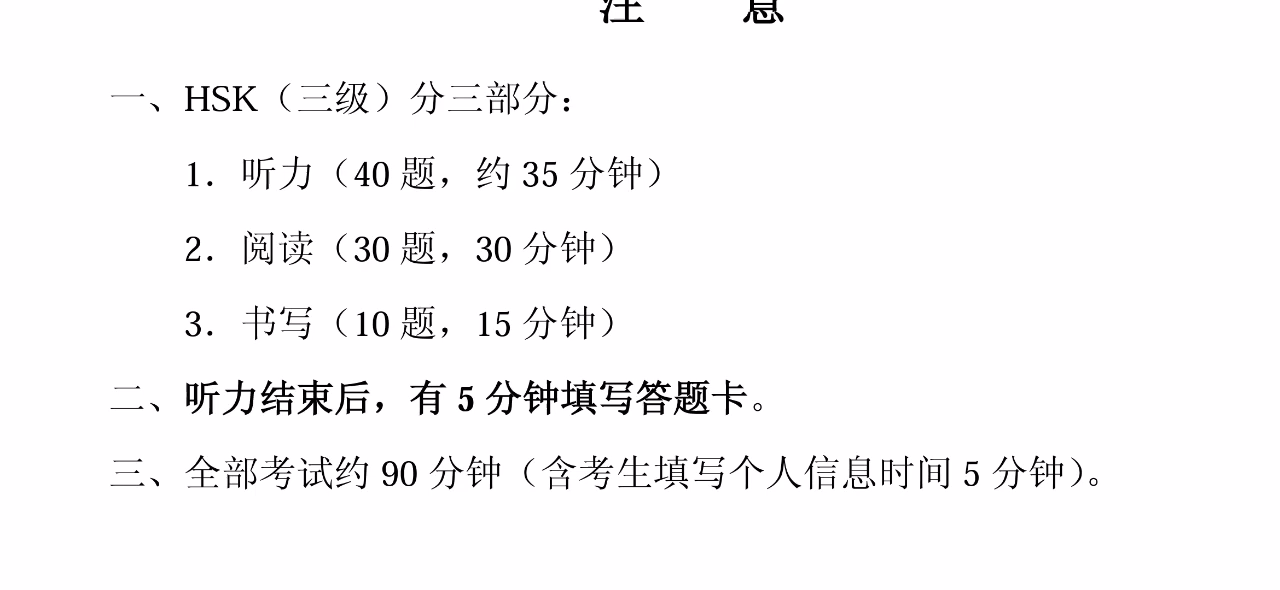 注 息
一、HSK（三级）分三部分：
1．听力（40 题，约 35 分钟）
2．阅读（30 题，30 分钟）
3．书写（10 题，15 分钟）
二、听力结束后，有 5 分钟填写答题卡。
三、全部考试约 90 分钟（含考生填写个人信息时间 5 分钟）。